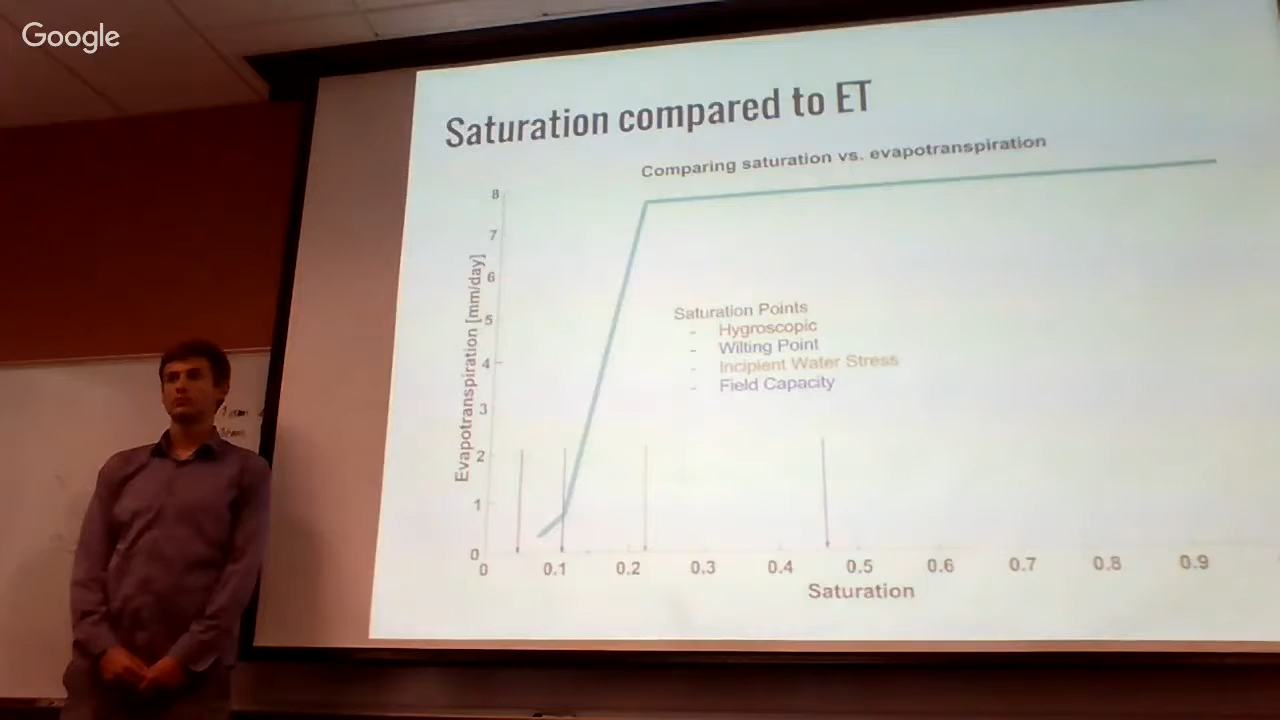 Google
Saturation compared to ET
Comparing saturation vs. evapotranspiration
8
7
6
5
4
3
2
1
0
Evapotranspiration [mm/day]
Saturation Points
- Hygroscopic
- Wilting Point
- Incipient Water Stress
- Field Capacity
0 0.1 0.2 0.3 0.4 0.5 0.6 0.7 0.8 0.9
Saturation